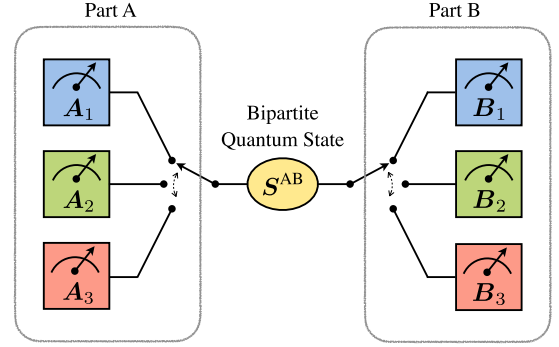 Part A
Part B
A₁
B₁
Bipartite
Quantum State
Sᴬᴮ
A₂
B₂
A₃
B₃